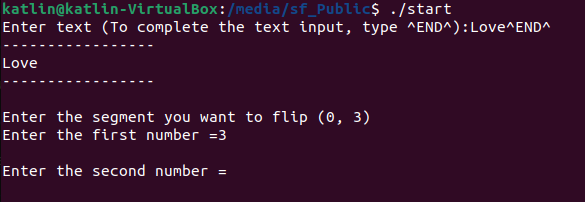 katlin@katlin-VirtualBox:/media/sf_Public$ ./start
Enter text (To complete the text input, type ^END^):Love^END^
-----------------
Love
-----------------
Enter the segment you want to flip (0, 3)
Enter the first number =3
Enter the second number =